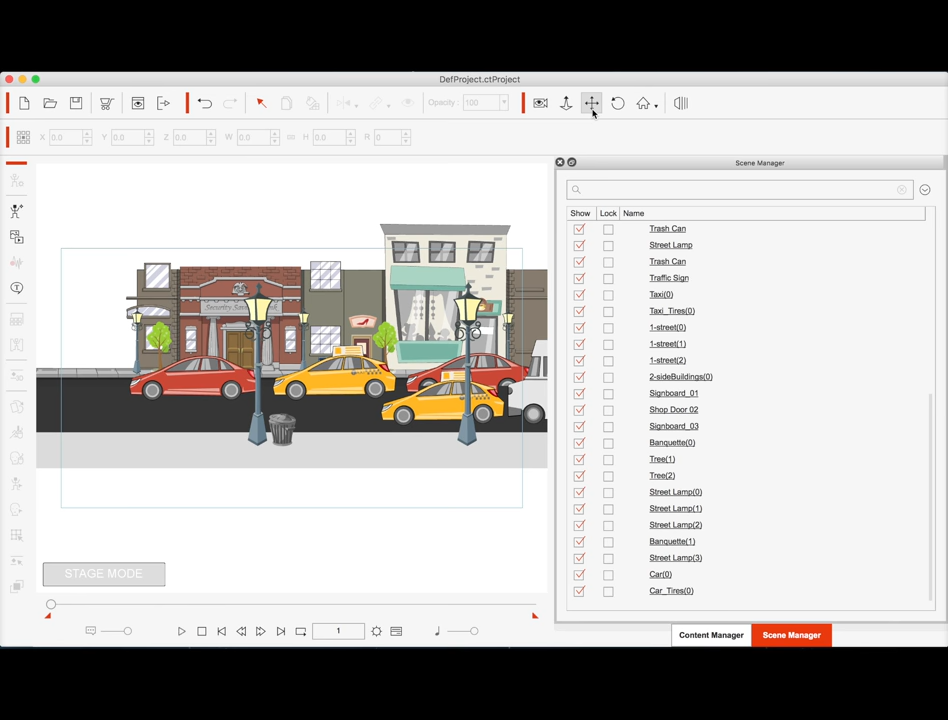 DefProject.ctProject
Opacity : 100
X 0.0 Y 0.0 Z 0.0 W 0.0 H 0.0 R 0
Scene Manager
Show Lock Name
Trash Can
Street Lamp
Trash Can
Traffic Sign
Taxi(0)
Taxi_Tires(0)
1-street(0)
1-street(1)
1-street(2)
2-sideBuildings(0)
Signboard_01
Shop Door 02
Signboard_03
Banquette(0)
Tree(1)
Tree(2)
Street Lamp(0)
Street Lamp(1)
Street Lamp(2)
Banquette(1)
Street Lamp(3)
Car(0)
Car_Tires(0)
Security
STAGE MODE
1
Content Manager Scene Manager